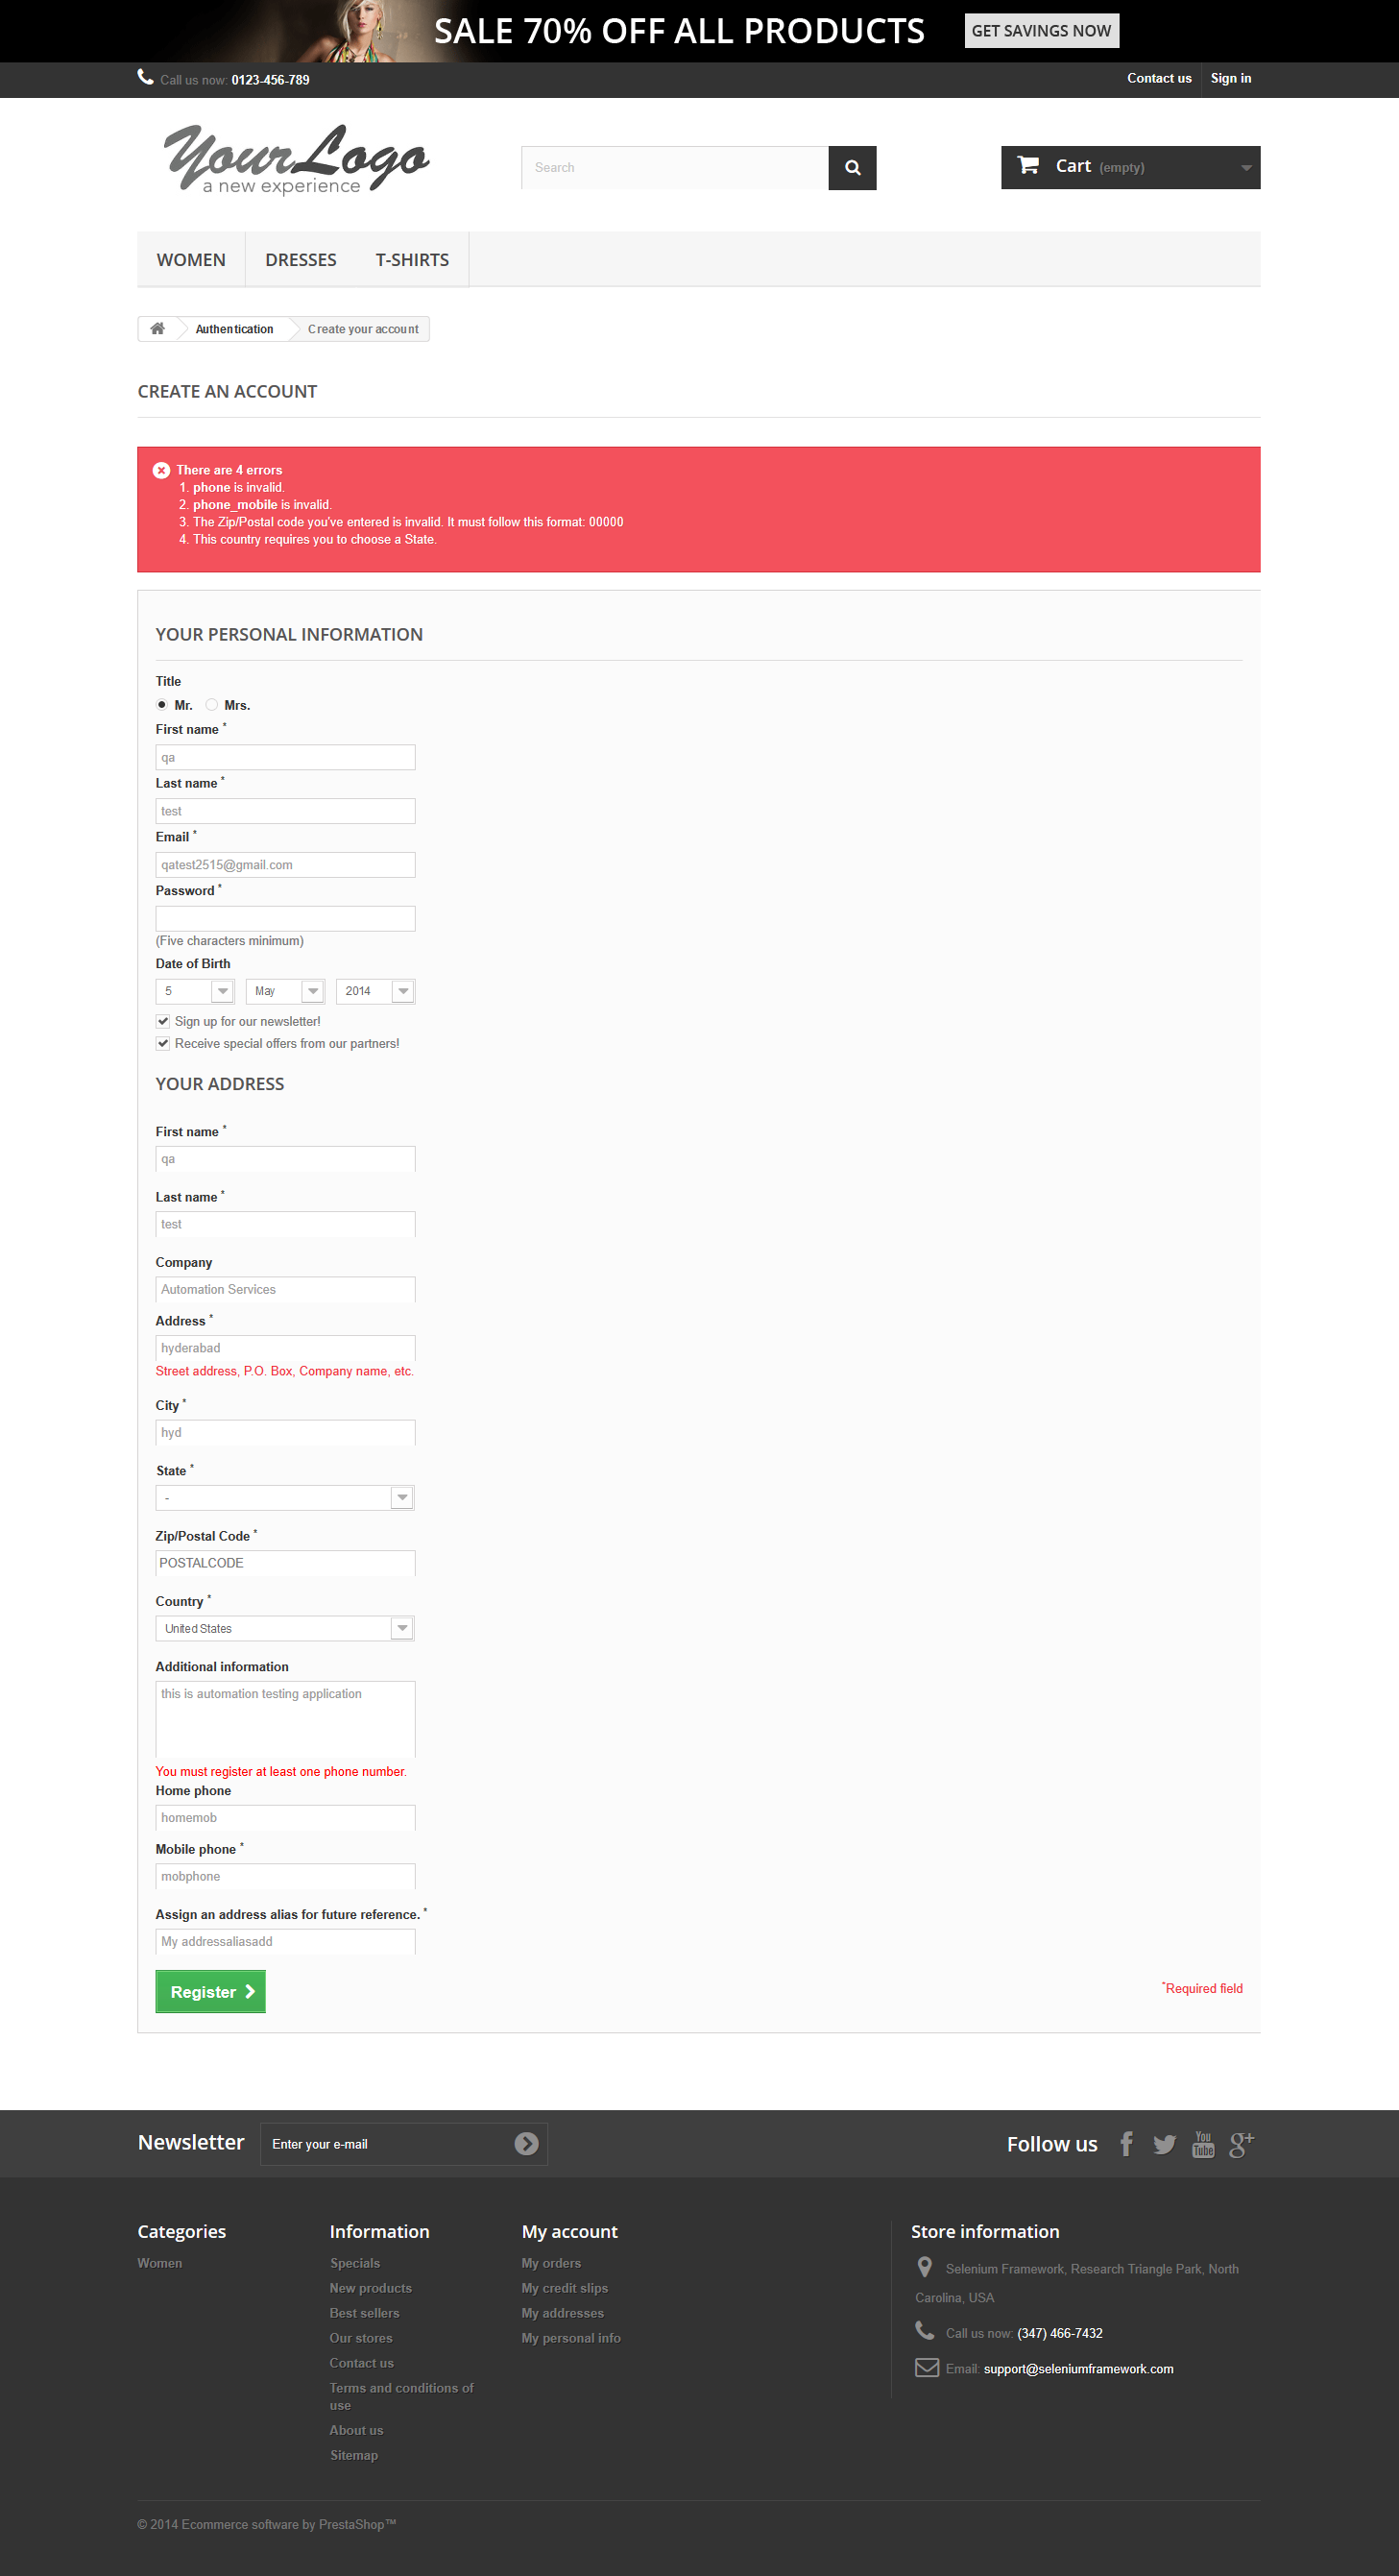 SALE 70% OFF ALL PRODUCTS GET SAVINGS NOW
Call us now: 0123-456-789 Contact us Sign in
YourLogo
a new experience
Search
Cart (empty)
WOMEN DRESSES T-SHIRTS
Authentication Create your account
CREATE AN ACCOUNT
There are 4 errors
1. phone is invalid.
2. phone_mobile is invalid.
3. The Zip/Postal code you've entered is invalid. It must follow this format: 00000
4. This country requires you to choose a State.
YOUR PERSONAL INFORMATION
Title
Mr. Mrs.
First name *
qa
Last name *
test
Email *
qatest2515@gmail.com
Password *
(Five characters minimum)
Date of Birth
5 May 2014
Sign up for our newsletter!
Receive special offers from our partners!
YOUR ADDRESS
First name *
qa
Last name *
test
Company
Automation Services
Address *
hyderabad
Street address, P.O. Box, Company name, etc.
City *
hyd
State *
-
Zip/Postal Code *
POSTALCODE
Country *
United States
Additional information
this is automation testing application
You must register at least one phone number.
Home phone
homemob
Mobile phone *
mobphone
Assign an address alias for future reference. *
My addressaliasadd
Register
*Required field
Newsletter Enter your e-mail
Follow us
You Tube
g+
Categories
Women
Information
Specials
New products
Best sellers
Our stores
Contact us
Terms and conditions of
use
About us
Sitemap
My account
My orders
My credit slips
My addresses
My personal info
Store information
Selenium Framework, Research Triangle Park, North
Carolina, USA
Call us now: (347) 466-7432
Email: support@seleniumframework.com
© 2014 Ecommerce software by PrestaShop™